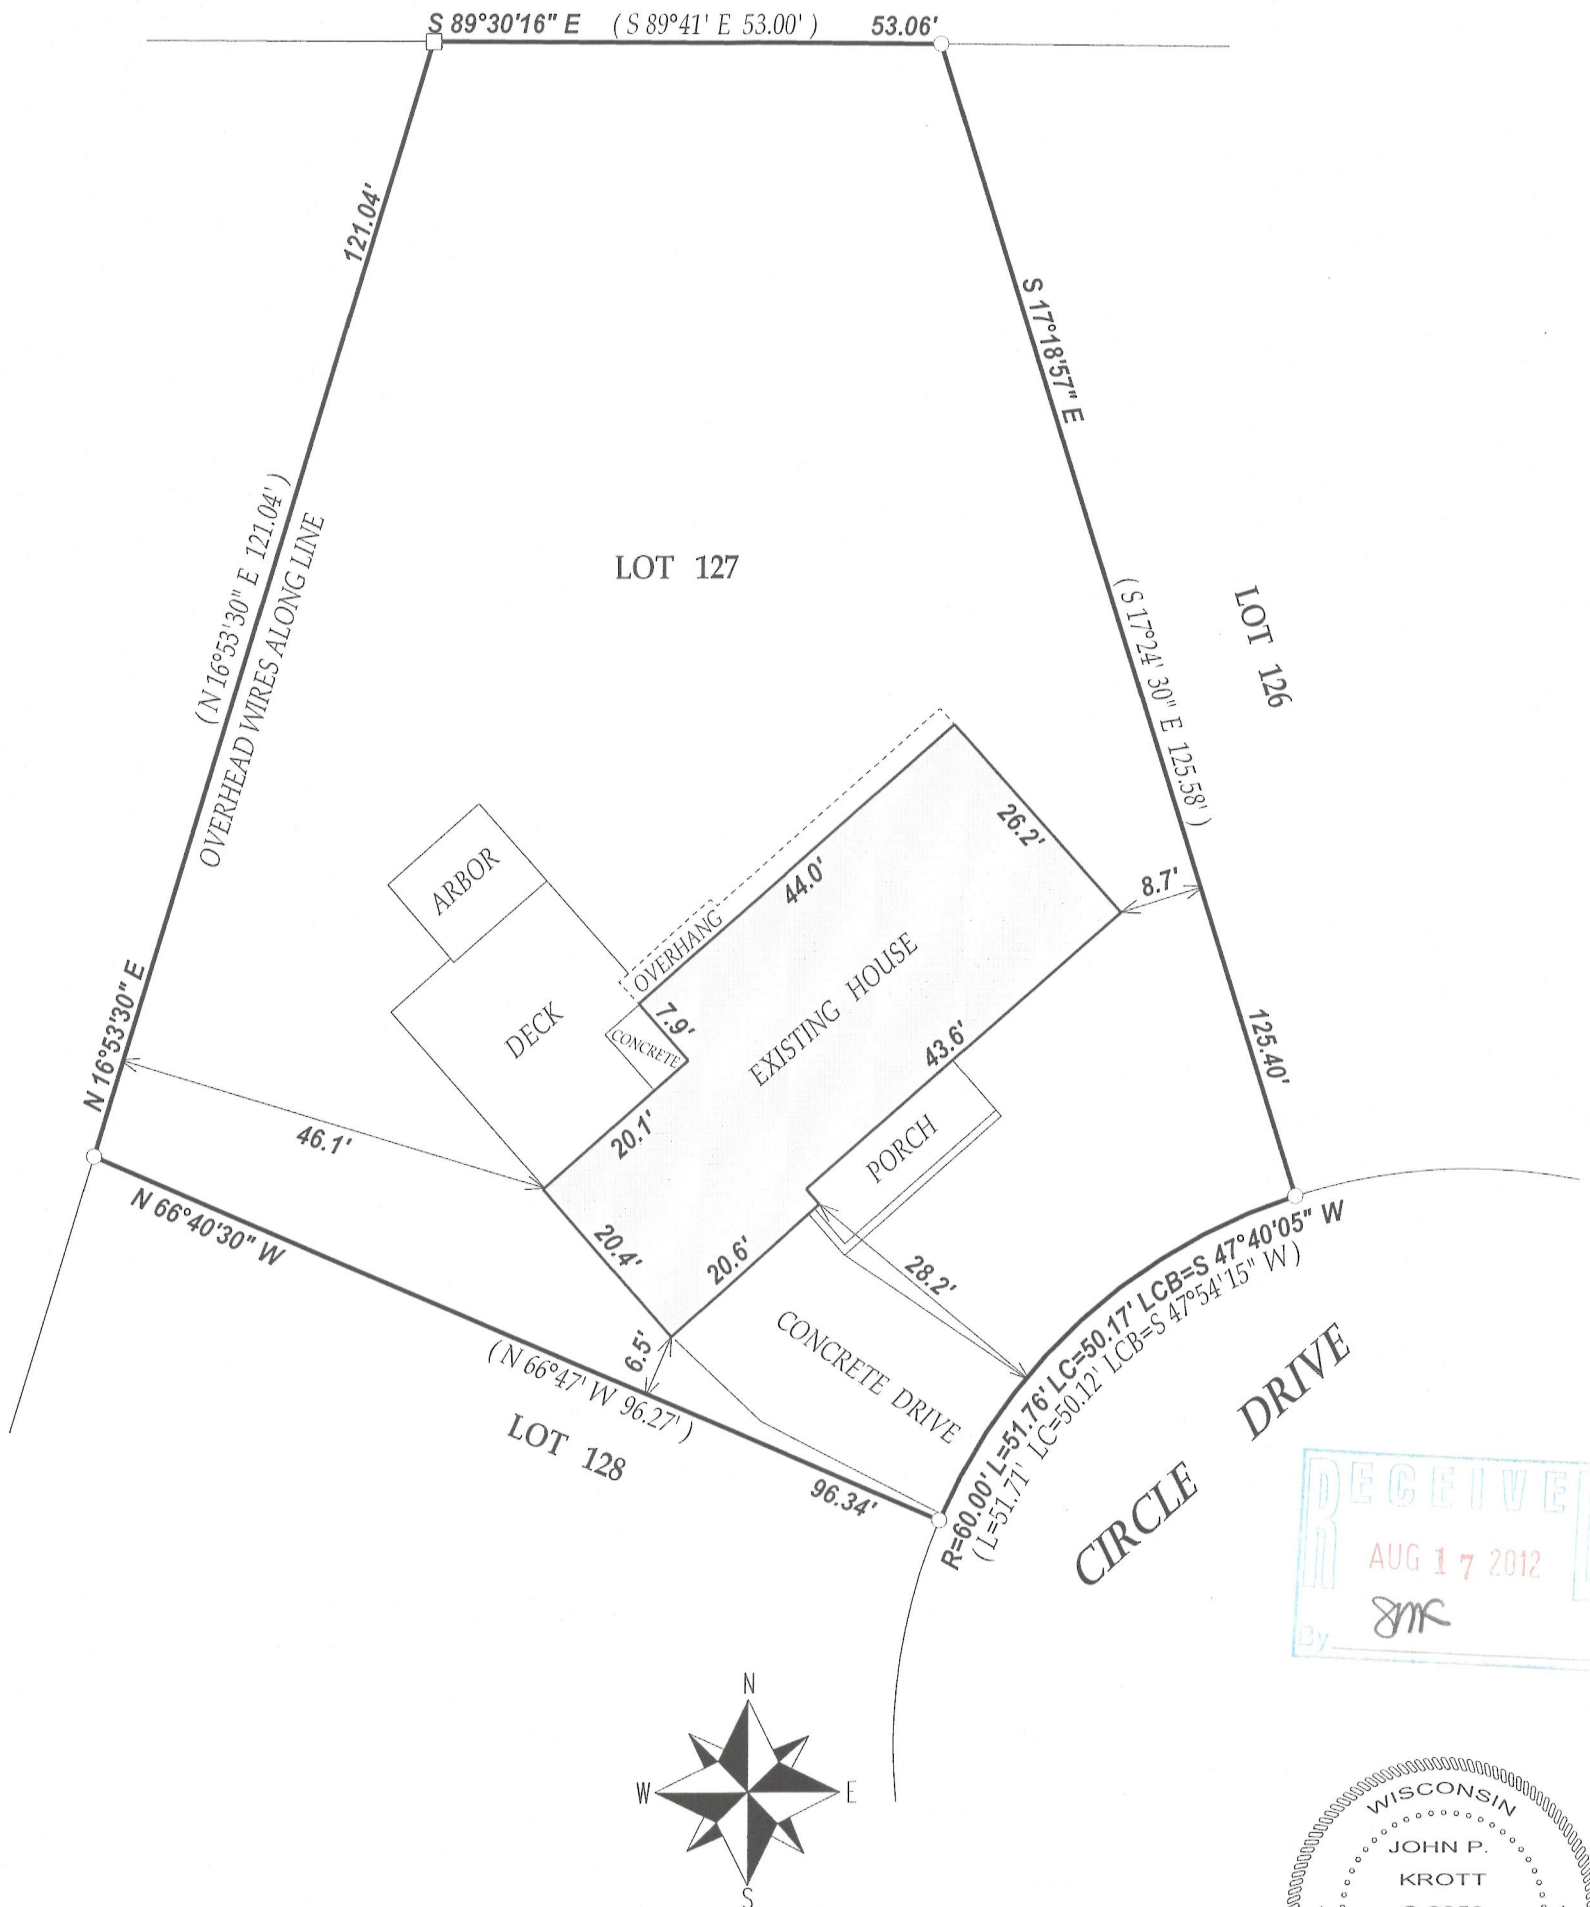 S 89°30'16" E ( S 89°41' E 53.00' ) 53.06'
121.04'
( N 16°53'30" E 121.04' )
OVERHEAD WIRES ALONG LINE
N 16°53'30" E
S 17°18'57" E
( S 17°24' 30" E 125.58' )
125.40'
LOT 127
LOT 126
ARBOR
DECK
OVERHANG
CONCRETE
44.0'
26.2'
8.7'
7.9'
EXISTING HOUSE
43.6'
20.1'
PORCH
46.1'
20.4'
20.6'
28.2'
6.5'
CONCRETE DRIVE
N 66°40'30" W
( N 66°47' W 96.27' )
96.34'
LOT 128
R=60.00' L=51.76' LC=50.17' LCB=S 47°40'05" W
( L=51.71' LC=50.12' LCB=S 47°54'15" W )
CIRCLE DRIVE
RECEIVE
AUG 17 2012
By SMK
N
W E
S
WISCONSIN
JOHN P.
KROTT